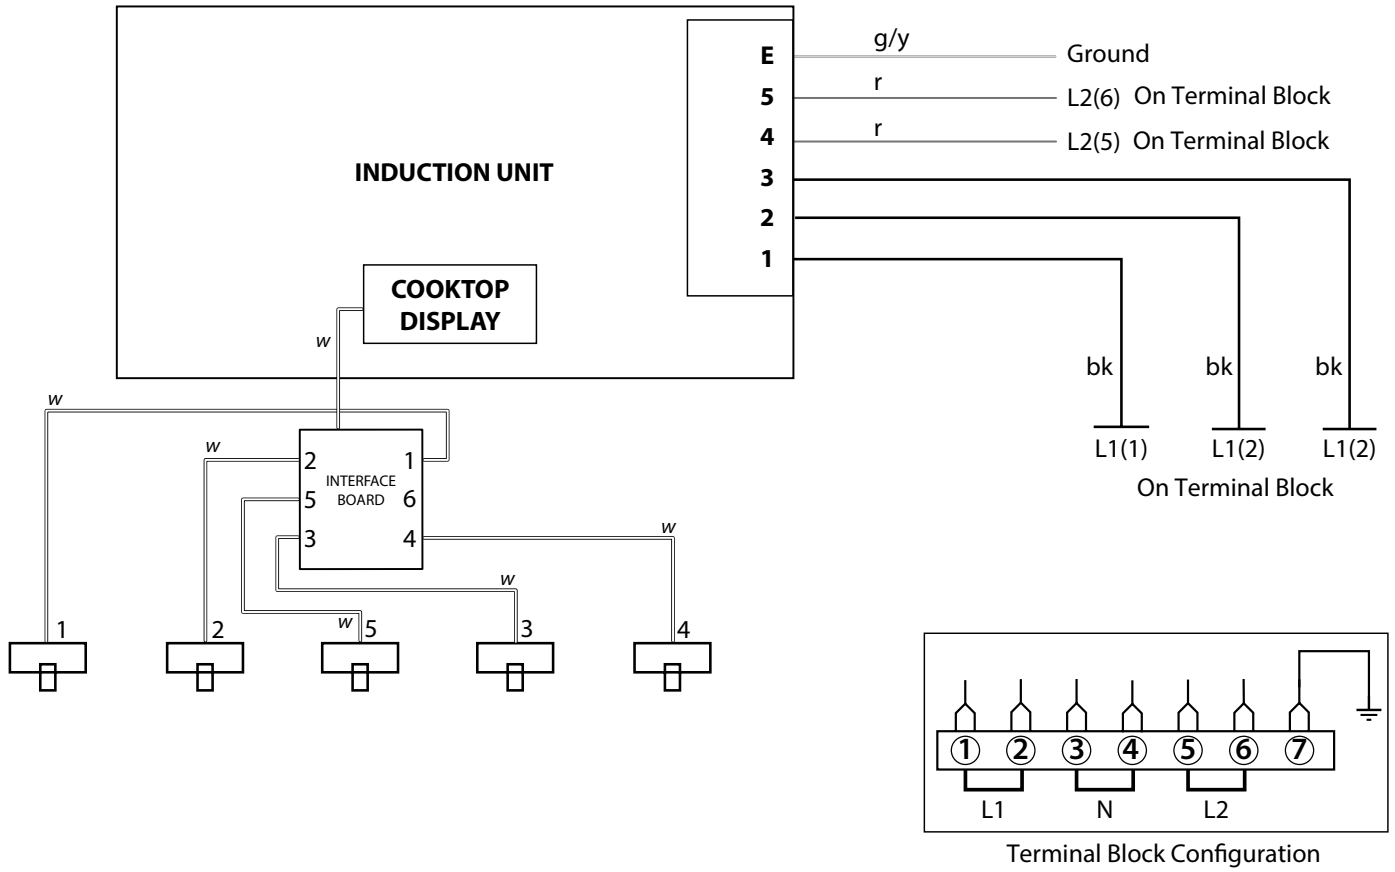 E g/y Ground
5 r L2(6) On Terminal Block
4 r L2(5) On Terminal Block
INDUCTION UNIT
3
2
1
COOKTOP
DISPLAY
w
bk bk bk
w
L1(1) L1(2) L1(2)
On Terminal Block
w
2 1
INTERFACE
BOARD
5 6
3 4
w
w
w
1 2 5 3 4
1 2 3 4 5 6 7
L1 N L2
Terminal Block Configuration